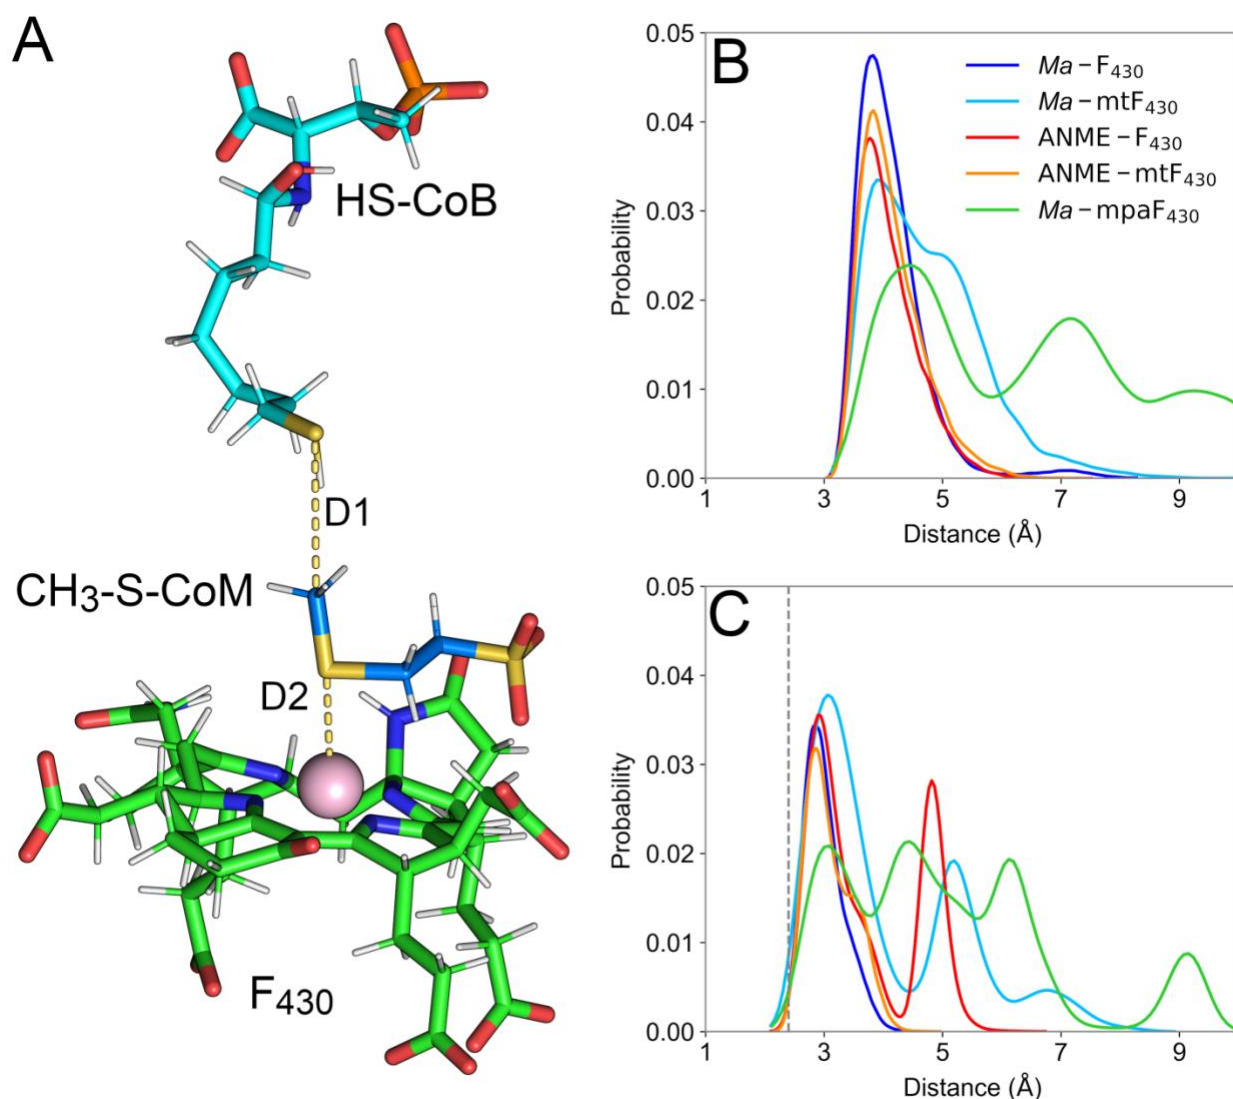 A
HS-CoB
D1
CH3-S-CoM
D2
F430
B
Probability
0.05
0.04
0.03
0.02
0.01
0.00
Ma – F430
Ma – mtF430
ANME – F430
ANME – mtF430
Ma – mpaF430
1 3 5 7 9
Distance (Å)
C
Probability
0.05
0.04
0.03
0.02
0.01
0.00
1 3 5 7 9
Distance (Å)